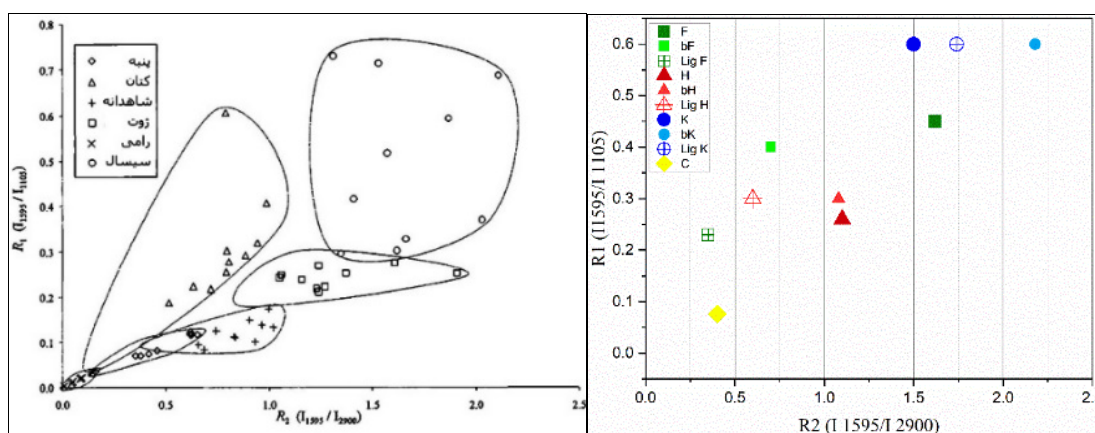 0.8
0.7
0.6
0.5
0.4
0.3
0.2
0.1
0.0
R₁ (I₁₅₉₅ / I₁₁₀₅)
پنبه
کتان
شاهدانه
ژوت
رامی
سیسال
0.0 0.5 1.0 1.5 2.0 2.5
R₂ (I₁₅₉₅ / I₂₉₀₀)
0.6
0.5
0.4
0.3
0.2
0.1
0.0
R1 (I1595/I 1105)
F
bF
Lig F
H
bH
Lig H
K
bK
Lig K
C
0.0 0.5 1.0 1.5 2.0 2.5
R2 (I 1595/I 2900)